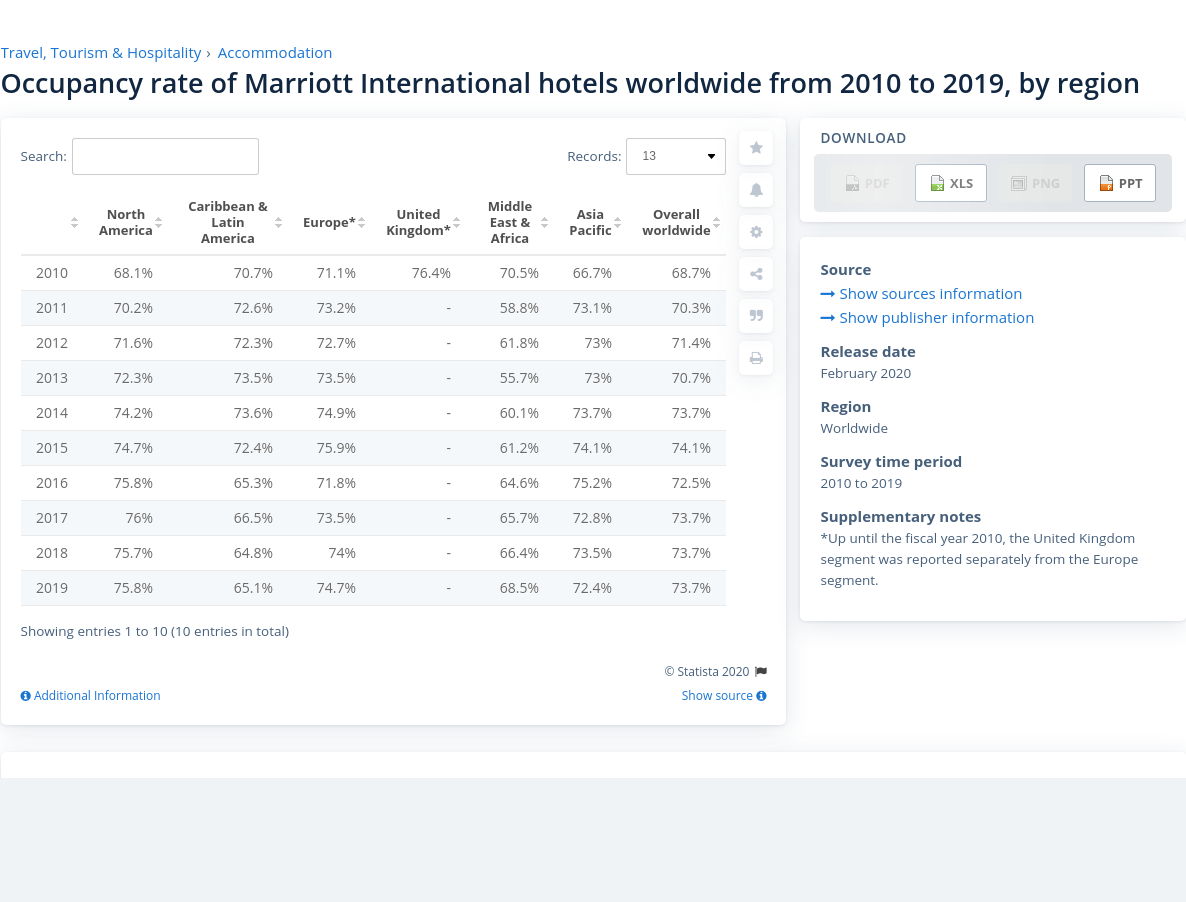 Travel, Tourism & Hospitality › Accommodation
Occupancy rate of Marriott International hotels worldwide from 2010 to 2019, by region
Search:
Records: 13
North America Caribbean & Latin America Europe* United Kingdom* Middle East & Africa Asia Pacific Overall worldwide
2010 68.1% 70.7% 71.1% 76.4% 70.5% 66.7% 68.7%
2011 70.2% 72.6% 73.2% - 58.8% 73.1% 70.3%
2012 71.6% 72.3% 72.7% - 61.8% 73% 71.4%
2013 72.3% 73.5% 73.5% - 55.7% 73% 70.7%
2014 74.2% 73.6% 74.9% - 60.1% 73.7% 73.7%
2015 74.7% 72.4% 75.9% - 61.2% 74.1% 74.1%
2016 75.8% 65.3% 71.8% - 64.6% 75.2% 72.5%
2017 76% 66.5% 73.5% - 65.7% 72.8% 73.7%
2018 75.7% 64.8% 74% - 66.4% 73.5% 73.7%
2019 75.8% 65.1% 74.7% - 68.5% 72.4% 73.7%
Showing entries 1 to 10 (10 entries in total)
© Statista 2020
Additional Information
Show source
DOWNLOAD
PDF XLS PNG PPT
Source
Show sources information
Show publisher information
Release date
February 2020
Region
Worldwide
Survey time period
2010 to 2019
Supplementary notes
*Up until the fiscal year 2010, the United Kingdom
segment was reported separately from the Europe
segment.